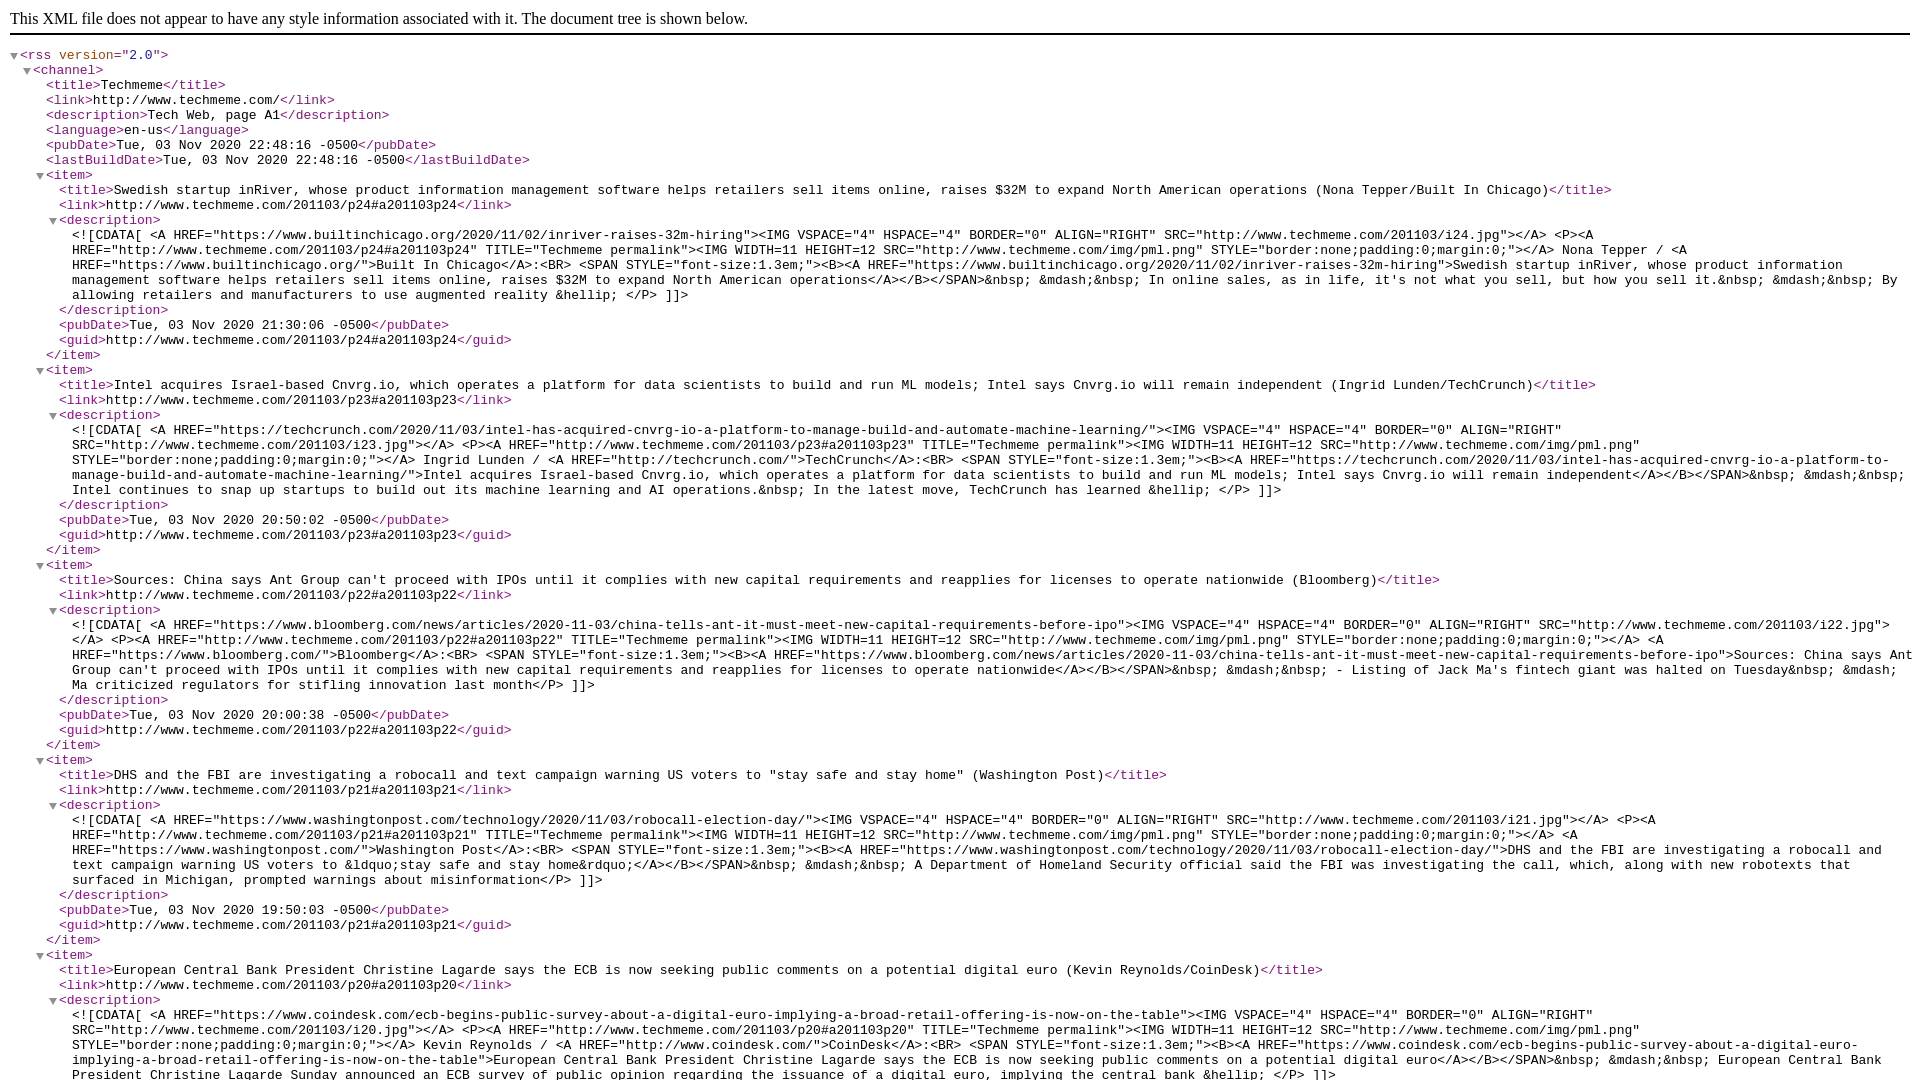 This XML file does not appear to have any style information associated with it. The document tree is shown below.
<rss version="2.0">
<channel>
<title>Techmeme</title>
<link>http://www.techmeme.com/</link>
<description>Tech Web, page A1</description>
<language>en-us</language>
<pubDate>Tue, 03 Nov 2020 22:48:16 -0500</pubDate>
<lastBuildDate>Tue, 03 Nov 2020 22:48:16 -0500</lastBuildDate>
<item>
<title>Swedish startup inRiver, whose product information management software helps retailers sell items online, raises $32M to expand North American operations (Nona Tepper/Built In Chicago)</title>
<link>http://www.techmeme.com/201103/p24#a201103p24</link>
<description>
<![CDATA[ <A HREF="https://www.builtinchicago.org/2020/11/02/inriver-raises-32m-hiring"><IMG VSPACE="4" HSPACE="4" BORDER="0" ALIGN="RIGHT" SRC="http://www.techmeme.com/201103/i24.jpg"></A> <P><A
HREF="http://www.techmeme.com/201103/p24#a201103p24" TITLE="Techmeme permalink"><IMG WIDTH=11 HEIGHT=12 SRC="http://www.techmeme.com/img/pml.png" STYLE="border:none;padding:0;margin:0;"></A> Nona Tepper / <A
HREF="https://www.builtinchicago.org/">Built In Chicago</A>:<BR> <SPAN STYLE="font-size:1.3em;"><B><A HREF="https://www.builtinchicago.org/2020/11/02/inriver-raises-32m-hiring">Swedish startup inRiver, whose product information
management software helps retailers sell items online, raises $32M to expand North American operations</A></B></SPAN>&nbsp; &mdash;&nbsp; In online sales, as in life, it's not what you sell, but how you sell it.&nbsp; &mdash;&nbsp; By
allowing retailers and manufacturers to use augmented reality &hellip; </P> ]]>
</description>
<pubDate>Tue, 03 Nov 2020 21:30:06 -0500</pubDate>
<guid>http://www.techmeme.com/201103/p24#a201103p24</guid>
</item>
<item>
<title>Intel acquires Israel-based Cnvrg.io, which operates a platform for data scientists to build and run ML models; Intel says Cnvrg.io will remain independent (Ingrid Lunden/TechCrunch)</title>
<link>http://www.techmeme.com/201103/p23#a201103p23</link>
<description>
<![CDATA[ <A HREF="https://techcrunch.com/2020/11/03/intel-has-acquired-cnvrg-io-a-platform-to-manage-build-and-automate-machine-learning/"><IMG VSPACE="4" HSPACE="4" BORDER="0" ALIGN="RIGHT"
SRC="http://www.techmeme.com/201103/i23.jpg"></A> <P><A HREF="http://www.techmeme.com/201103/p23#a201103p23" TITLE="Techmeme permalink"><IMG WIDTH=11 HEIGHT=12 SRC="http://www.techmeme.com/img/pml.png"
STYLE="border:none;padding:0;margin:0;"></A> Ingrid Lunden / <A HREF="http://techcrunch.com/">TechCrunch</A>:<BR> <SPAN STYLE="font-size:1.3em;"><B><A HREF="https://techcrunch.com/2020/11/03/intel-has-acquired-cnvrg-io-a-platform-to-
manage-build-and-automate-machine-learning/">Intel acquires Israel-based Cnvrg.io, which operates a platform for data scientists to build and run ML models; Intel says Cnvrg.io will remain independent</A></B></SPAN>&nbsp; &mdash;&nbsp;
Intel continues to snap up startups to build out its machine learning and AI operations.&nbsp; In the latest move, TechCrunch has learned &hellip; </P> ]]>
</description>
<pubDate>Tue, 03 Nov 2020 20:50:02 -0500</pubDate>
<guid>http://www.techmeme.com/201103/p23#a201103p23</guid>
</item>
<item>
<title>Sources: China says Ant Group can't proceed with IPOs until it complies with new capital requirements and reapplies for licenses to operate nationwide (Bloomberg)</title>
<link>http://www.techmeme.com/201103/p22#a201103p22</link>
<description>
<![CDATA[ <A HREF="https://www.bloomberg.com/news/articles/2020-11-03/china-tells-ant-it-must-meet-new-capital-requirements-before-ipo"><IMG VSPACE="4" HSPACE="4" BORDER="0" ALIGN="RIGHT" SRC="http://www.techmeme.com/201103/i22.jpg">
</A> <P><A HREF="http://www.techmeme.com/201103/p22#a201103p22" TITLE="Techmeme permalink"><IMG WIDTH=11 HEIGHT=12 SRC="http://www.techmeme.com/img/pml.png" STYLE="border:none;padding:0;margin:0;"></A> <A
HREF="https://www.bloomberg.com/">Bloomberg</A>:<BR> <SPAN STYLE="font-size:1.3em;"><B><A HREF="https://www.bloomberg.com/news/articles/2020-11-03/china-tells-ant-it-must-meet-new-capital-requirements-before-ipo">Sources: China says Ant
Group can't proceed with IPOs until it complies with new capital requirements and reapplies for licenses to operate nationwide</A></B></SPAN>&nbsp; &mdash;&nbsp; - Listing of Jack Ma's fintech giant was halted on Tuesday&nbsp; &mdash;
Ma criticized regulators for stifling innovation last month</P> ]]>
</description>
<pubDate>Tue, 03 Nov 2020 20:00:38 -0500</pubDate>
<guid>http://www.techmeme.com/201103/p22#a201103p22</guid>
</item>
<item>
<title>DHS and the FBI are investigating a robocall and text campaign warning US voters to "stay safe and stay home" (Washington Post)</title>
<link>http://www.techmeme.com/201103/p21#a201103p21</link>
<description>
<![CDATA[ <A HREF="https://www.washingtonpost.com/technology/2020/11/03/robocall-election-day/"><IMG VSPACE="4" HSPACE="4" BORDER="0" ALIGN="RIGHT" SRC="http://www.techmeme.com/201103/i21.jpg"></A> <P><A
HREF="http://www.techmeme.com/201103/p21#a201103p21" TITLE="Techmeme permalink"><IMG WIDTH=11 HEIGHT=12 SRC="http://www.techmeme.com/img/pml.png" STYLE="border:none;padding:0;margin:0;"></A> <A
HREF="https://www.washingtonpost.com/">Washington Post</A>:<BR> <SPAN STYLE="font-size:1.3em;"><B><A HREF="https://www.washingtonpost.com/technology/2020/11/03/robocall-election-day/">DHS and the FBI are investigating a robocall and
text campaign warning US voters to &ldquo;stay safe and stay home&rdquo;</A></B></SPAN>&nbsp; &mdash;&nbsp; A Department of Homeland Security official said the FBI was investigating the call, which, along with new robotexts that
surfaced in Michigan, prompted warnings about misinformation</P> ]]>
</description>
<pubDate>Tue, 03 Nov 2020 19:50:03 -0500</pubDate>
<guid>http://www.techmeme.com/201103/p21#a201103p21</guid>
</item>
<item>
<title>European Central Bank President Christine Lagarde says the ECB is now seeking public comments on a potential digital euro (Kevin Reynolds/CoinDesk)</title>
<link>http://www.techmeme.com/201103/p20#a201103p20</link>
<description>
<![CDATA[ <A HREF="https://www.coindesk.com/ecb-begins-public-survey-about-a-digital-euro-implying-a-broad-retail-offering-is-now-on-the-table"><IMG VSPACE="4" HSPACE="4" BORDER="0" ALIGN="RIGHT"
SRC="http://www.techmeme.com/201103/i20.jpg"></A> <P><A HREF="http://www.techmeme.com/201103/p20#a201103p20" TITLE="Techmeme permalink"><IMG WIDTH=11 HEIGHT=12 SRC="http://www.techmeme.com/img/pml.png"
STYLE="border:none;padding:0;margin:0;"></A> Kevin Reynolds / <A HREF="http://www.coindesk.com/">CoinDesk</A>:<BR> <SPAN STYLE="font-size:1.3em;"><B><A HREF="https://www.coindesk.com/ecb-begins-public-survey-about-a-digital-euro-
implying-a-broad-retail-offering-is-now-on-the-table">European Central Bank President Christine Lagarde says the ECB is now seeking public comments on a potential digital euro</A></B></SPAN>&nbsp; &mdash;&nbsp; European Central Bank
President Christine Lagarde Sunday announced an ECB survey of public opinion regarding the issuance of a digital euro, implying the central bank &hellip; </P> ]]>